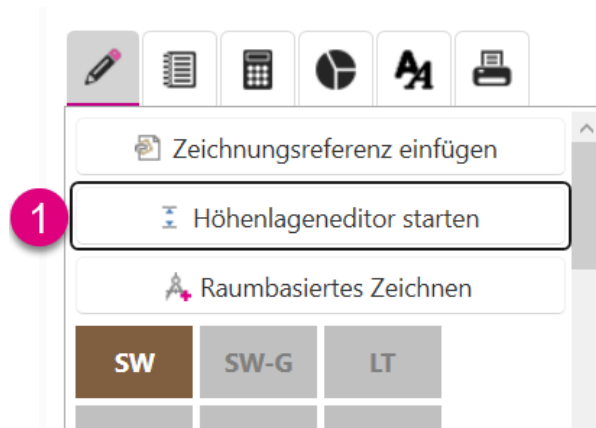 Zeichnungsreferenz einfügen
1
Höhenlageneditor starten
Raumbasiertes Zeichnen
SW SW-G LT